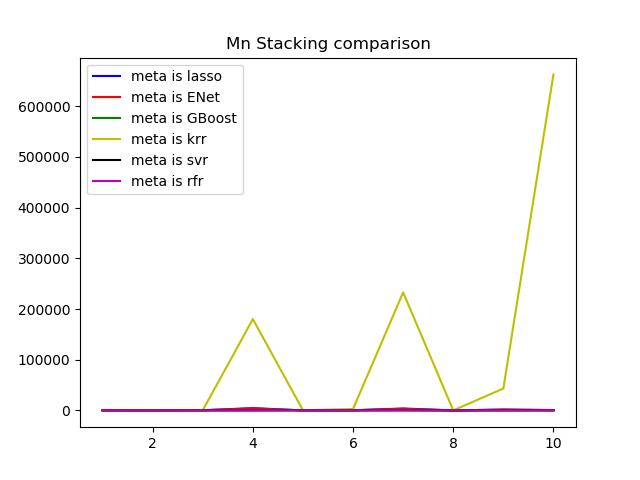 Mn Stacking comparison
meta is lasso
meta is ENet
meta is GBoost
meta is krr
meta is svr
meta is rfr
600000
500000
400000
300000
200000
100000
0
2 4 6 8 10